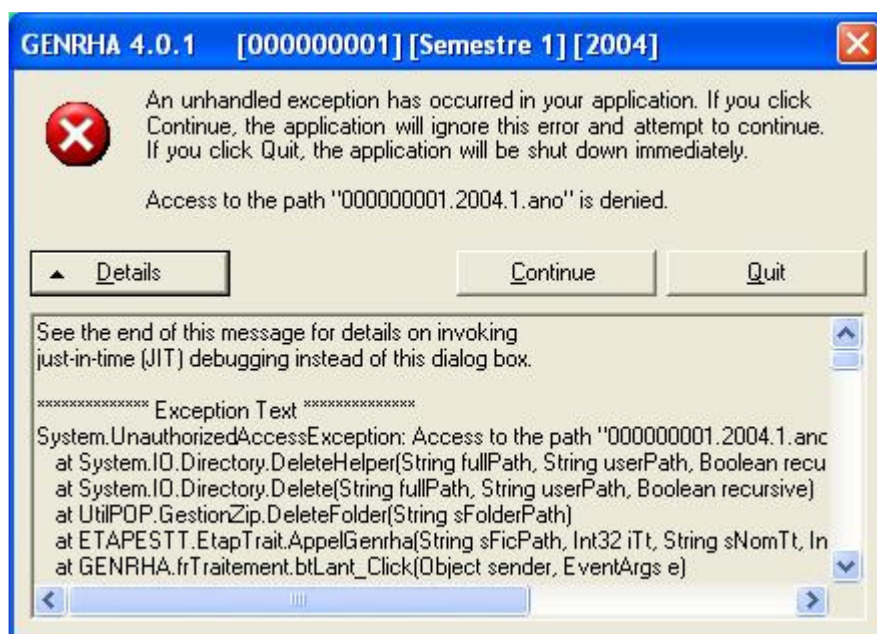 GENRHA 4.0.1 [000000001] [Semestre 1] [2004]
An unhandled exception has occurred in your application. If you click
Continue, the application will ignore this error and attempt to continue.
If you click Quit, the application will be shut down immediately.
Access to the path "000000001.2004.1.ano" is denied.
Details Continue Quit
See the end of this message for details on invoking
just-in-time (JIT) debugging instead of this dialog box.
************** Exception Text **************
System.UnauthorizedAccessException: Access to the path "000000001.2004.1.anc
at System.IO.Directory.DeleteHelper(String fullPath, String userPath, Boolean recu
at System.IO.Directory.Delete(String fullPath, String userPath, Boolean recursive)
at UtilPOP.GestionZip.DeleteFolder(String sFolderPath)
at ETAPESTT.EtapTrait.AppelGenrha(String sFicPath, Int32 iTt, String sNomTt, In
at GENRHA.frTraitement.btLant_Click(Object sender, EventArgs e)